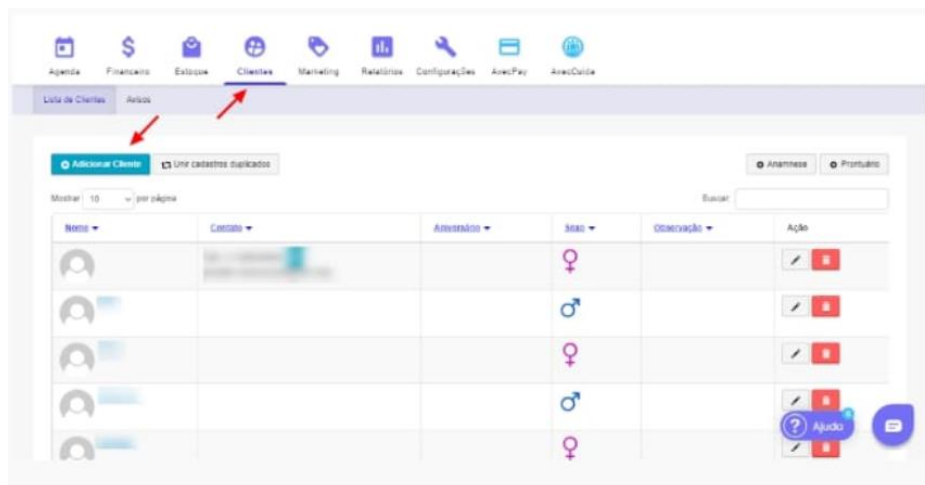 Agenda Financeiro Estoque Clientes Marketing Relatórios Configurações AvecPay AvecCuida
Lista de Clientes Avisos
Adicionar Cliente Unir cadastros duplicados Anamnese Prontuário
Mostrar 10 por página Buscar:
Nome Contato Aniversário Sexo Observação Ação
? Ajuda